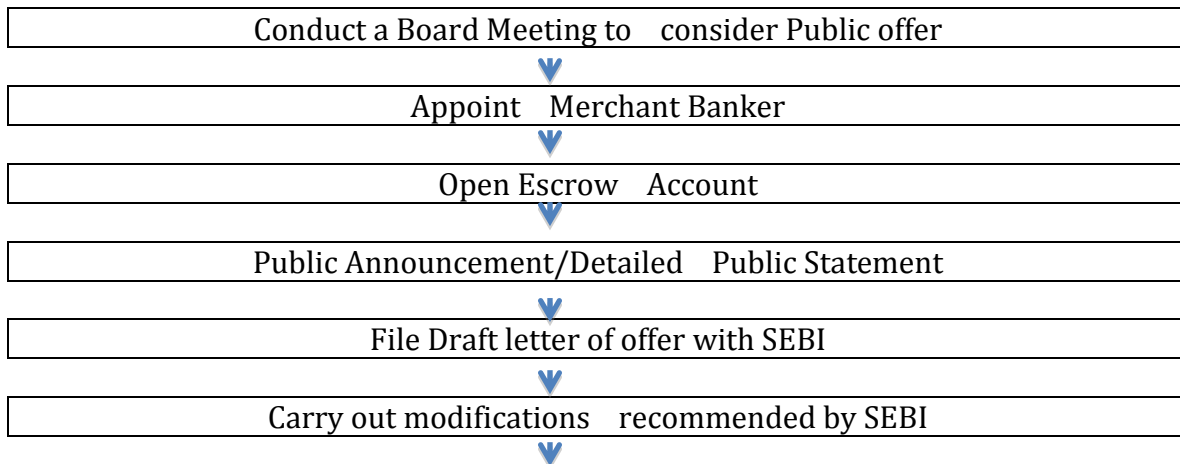 Conduct a Board Meeting to consider Public offer
Appoint Merchant Banker
Open Escrow Account
Public Announcement/Detailed Public Statement
File Draft letter of offer with SEBI
Carry out modifications recommended by SEBI